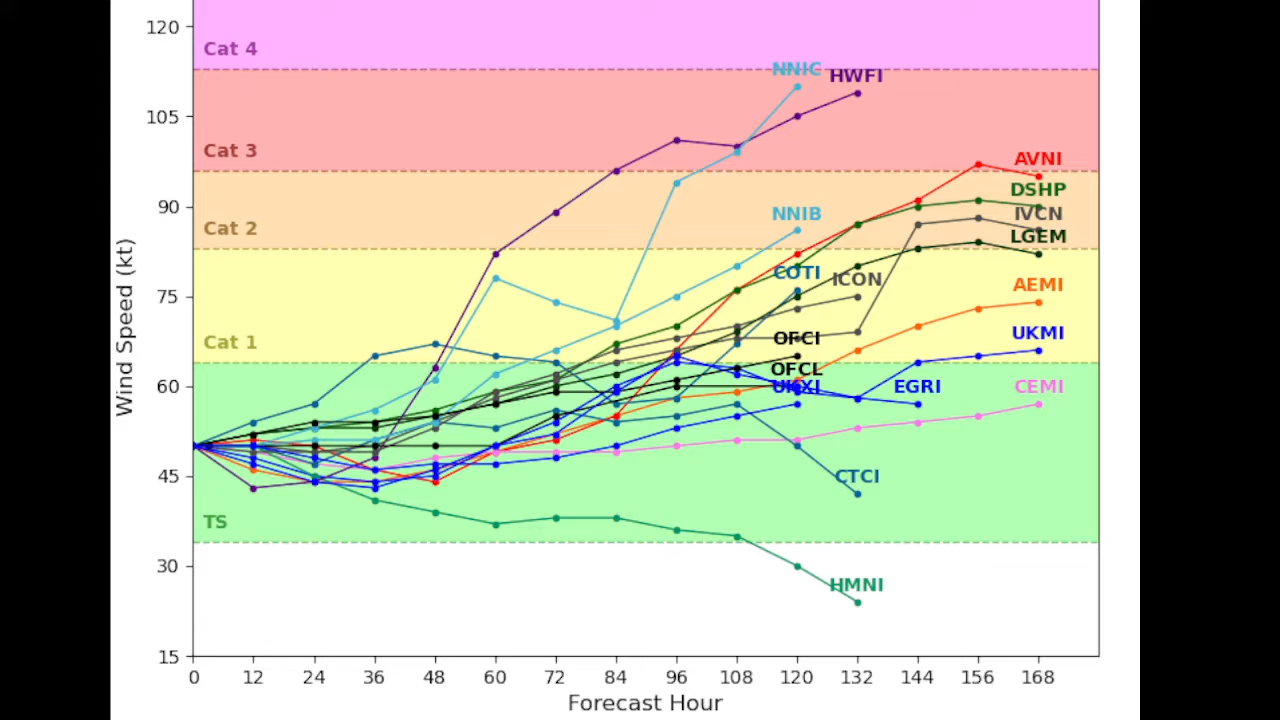 120
Cat 4
NNIC
HWFI
105
Cat 3
AVNI
DSHP
90
NNIB
IVCN
Cat 2
LGEM
COTI
ICON
AEMI
75
Cat 1
OFCI
UKMI
OFCL
60
UKXI
EGRI
CEMI
45
CTCI
TS
30
HMNI
15
0 12 24 36 48 60 72 84 96 108 120 132 144 156 168
Forecast Hour
Wind Speed (kt)